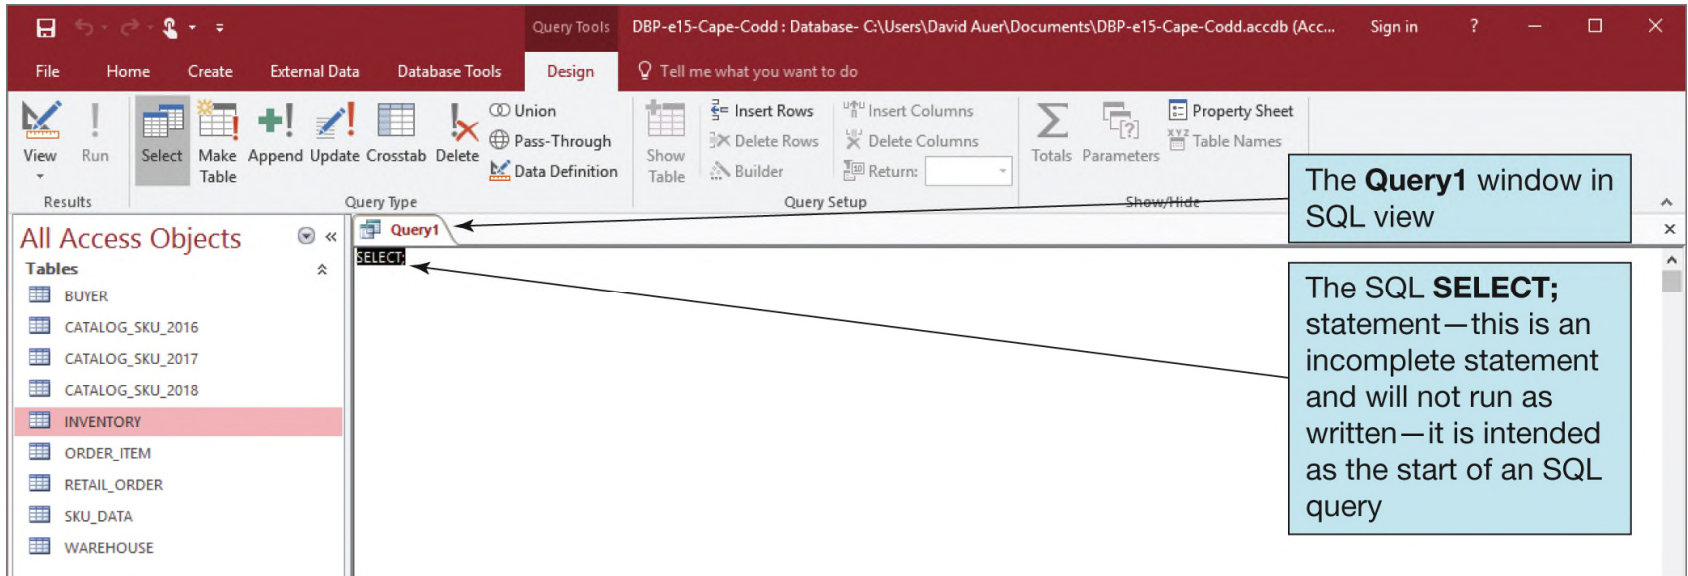 Query Tools
DBP-e15-Cape-Codd : Database- C:\Users\David Auer\Documents\DBP-e15-Cape-Codd.accdb (Acc...
Sign in
?
File
Home
Create
External Data
Database Tools
Design
Tell me what you want to do
View
Run
Results
Select
Make
Table
Append
Update
Crosstab
Delete
Union
Pass-Through
Data Definition
Query Type
Show
Table
Insert Rows
Delete Rows
Builder
Insert Columns
Delete Columns
Return:
Query Setup
Totals
Parameters
Property Sheet
Table Names
Show/Hide
All Access Objects
Tables
BUYER
CATALOG_SKU_2016
CATALOG_SKU_2017
CATALOG_SKU_2018
INVENTORY
ORDER_ITEM
RETAIL_ORDER
SKU_DATA
WAREHOUSE
Query1
SELECT;
The Query1 window in
SQL view
The SQL SELECT;
statement—this is an
incomplete statement
and will not run as
written—it is intended
as the start of an SQL
query